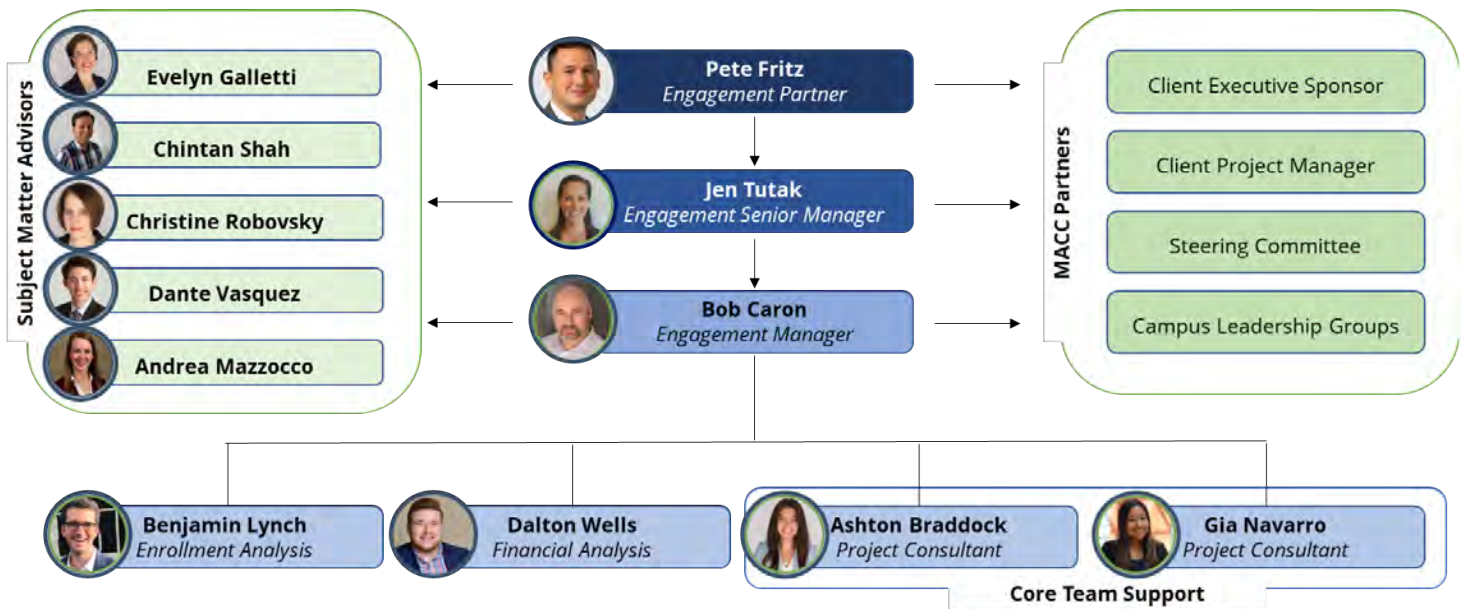 Subject Matter Advisors
Evelyn Galletti
Chintan Shah
Christine Robovsky
Dante Vasquez
Andrea Mazzocco
Pete Fritz
Engagement Partner
Jen Tutak
Engagement Senior Manager
Bob Caron
Engagement Manager
MACC Partners
Client Executive Sponsor
Client Project Manager
Steering Committee
Campus Leadership Groups
Benjamin Lynch
Enrollment Analysis
Dalton Wells
Financial Analysis
Ashton Braddock
Project Consultant
Gia Navarro
Project Consultant
Core Team Support